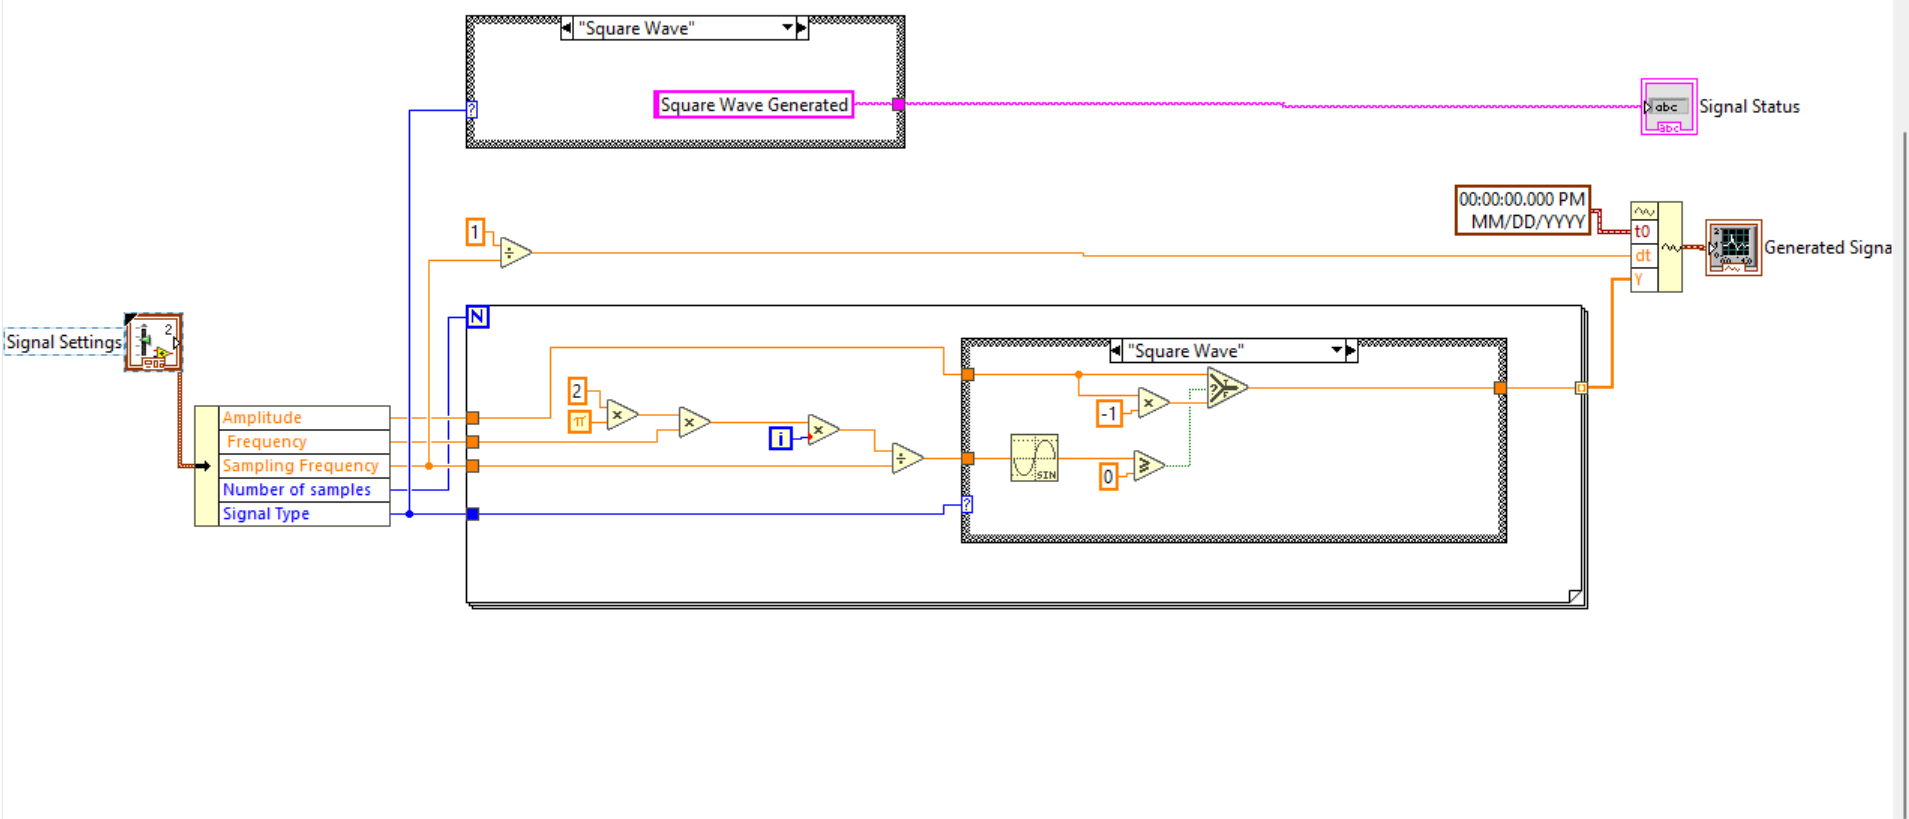 "Square Wave"
?
Square Wave Generated
abc
abc
Signal Status
00:00:00.000 PM
MM/DD/YYYY
1
÷
t0
dt
Y
Generated Signa
N
Signal Settings
2
"Square Wave"
2
π
×
×
i
×
÷
-1
×
?
T
F
SIN
0
≥
?
Amplitude
Frequency
Sampling Frequency
Number of samples
Signal Type